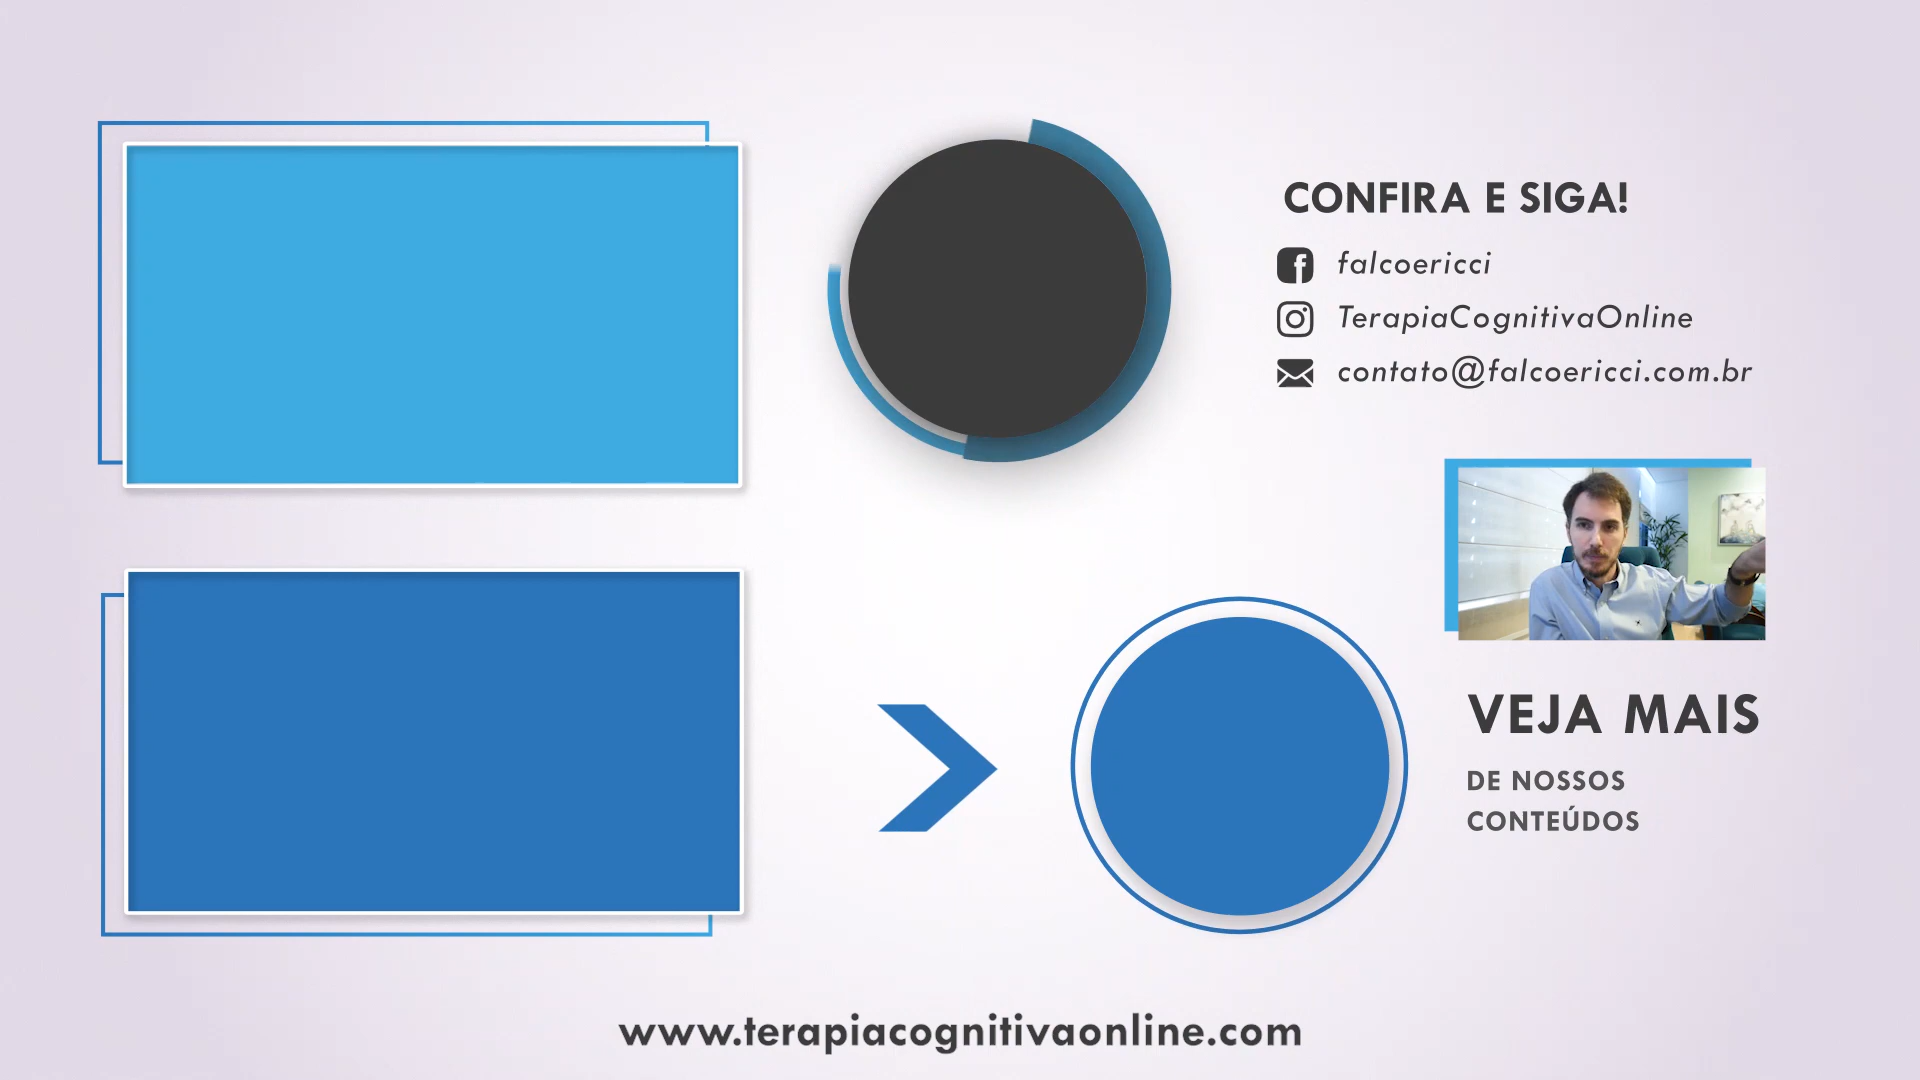 CONFIRA E SIGA!
falcoericci
TerapiaCognitivaOnline
contato@falcoericci.com.br
VEJA MAIS
DE NOSSOS
CONTEÚDOS
www.terapiacognitivaonline.com